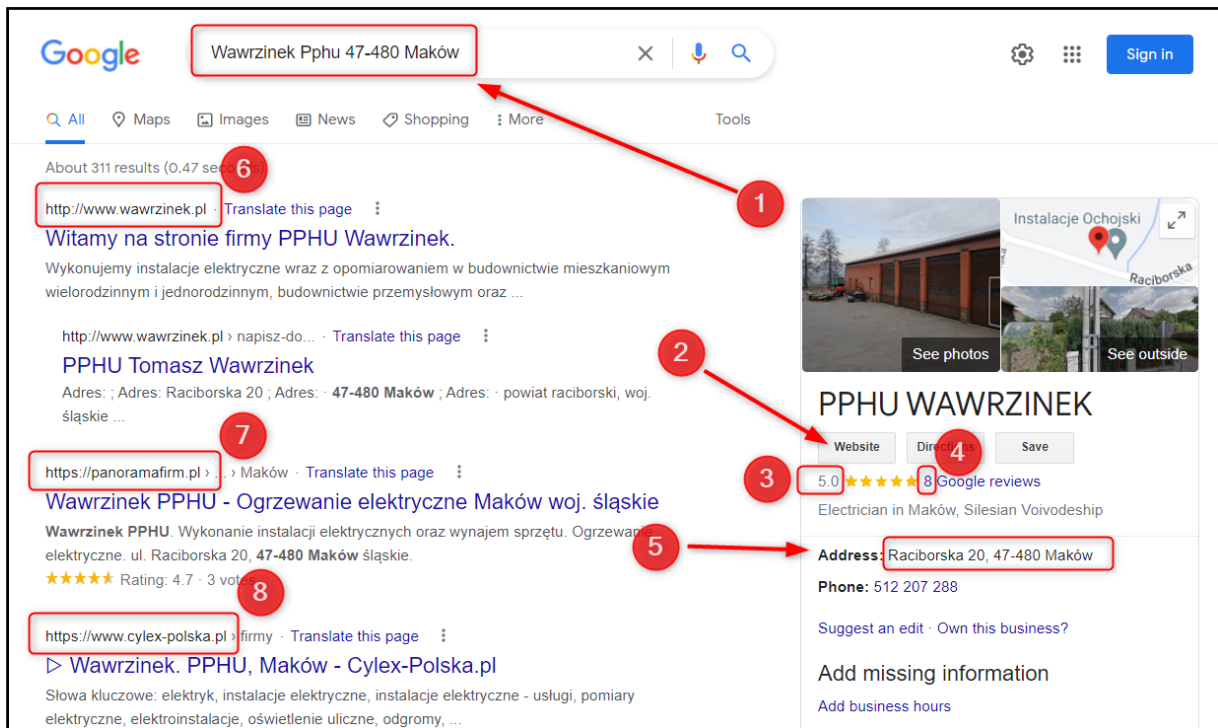 Google
Wawrzinek Pphu 47-480 Maków
Sign in
All
Maps
Images
News
Shopping
More
Tools
About 311 results (0.47
6
http://www.wawrzinek.pl · Translate this page
Witamy na stronie firmy PPHU Wawrzinek.
Wykonujemy instalacje elektryczne wraz z opomiarowaniem w budownictwie mieszkaniowym
wielorodzinnym i jednorodzinnym, budownictwie przemysłowym oraz ...
http://www.wawrzinek.pl › napisz-do... · Translate this page
PPHU Tomasz Wawrzinek
Adres: ; Adres: Raciborska 20 ; Adres: · 47-480 Maków ; Adres: · powiat raciborski, woj.
śląskie ...
7
https://panoramafirm.pl › ... › Maków · Translate this page
Wawrzinek PPHU - Ogrzewanie elektryczne Maków woj. śląskie
Wawrzinek PPHU. Wykonanie instalacji elektrycznych oraz wynajem sprzętu. Ogrzewanie
elektryczne. ul. Raciborska 20, 47-480 Maków śląskie.
Rating: 4.7 · 3 votes
8
https://www.cylex-polska.pl › firmy · Translate this page
▷ Wawrzinek. PPHU, Maków - Cylex-Polska.pl
Słowa kluczowe: elektryk, instalacje elektryczne, instalacje elektryczne - usługi, pomiary
elektryczne, elektroinstalacje, oświetlenie uliczne, odgromy, ...
1
Instalacje Ochojski
Raciborska
See photos
See outside
2
PPHU WAWRZINEK
Website
Directions
Save
4
3
5.0 ★★★★★ 8 Google reviews
Electrician in Maków, Silesian Voivodeship
5
Address: Raciborska 20, 47-480 Maków
Phone: 512 207 288
Suggest an edit · Own this business?
Add missing information
Add business hours